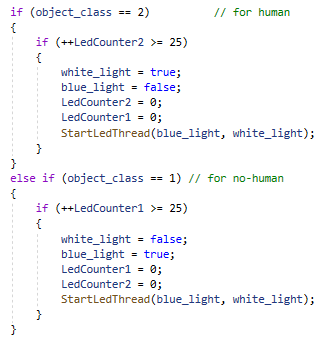 if (object_class == 2)          // for human
{
    if (++LedCounter2 >= 25)
    {
        white_light = true;
        blue_light = false;
        LedCounter2 = 0;
        LedCounter1 = 0;
        StartLedThread(blue_light, white_light);
    }
}
else if (object_class == 1) // for no-human
{
    if (++LedCounter1 >= 25)
    {
        white_light = false;
        blue_light = true;
        LedCounter1 = 0;
        LedCounter2 = 0;
        StartLedThread(blue_light, white_light);
    }
}